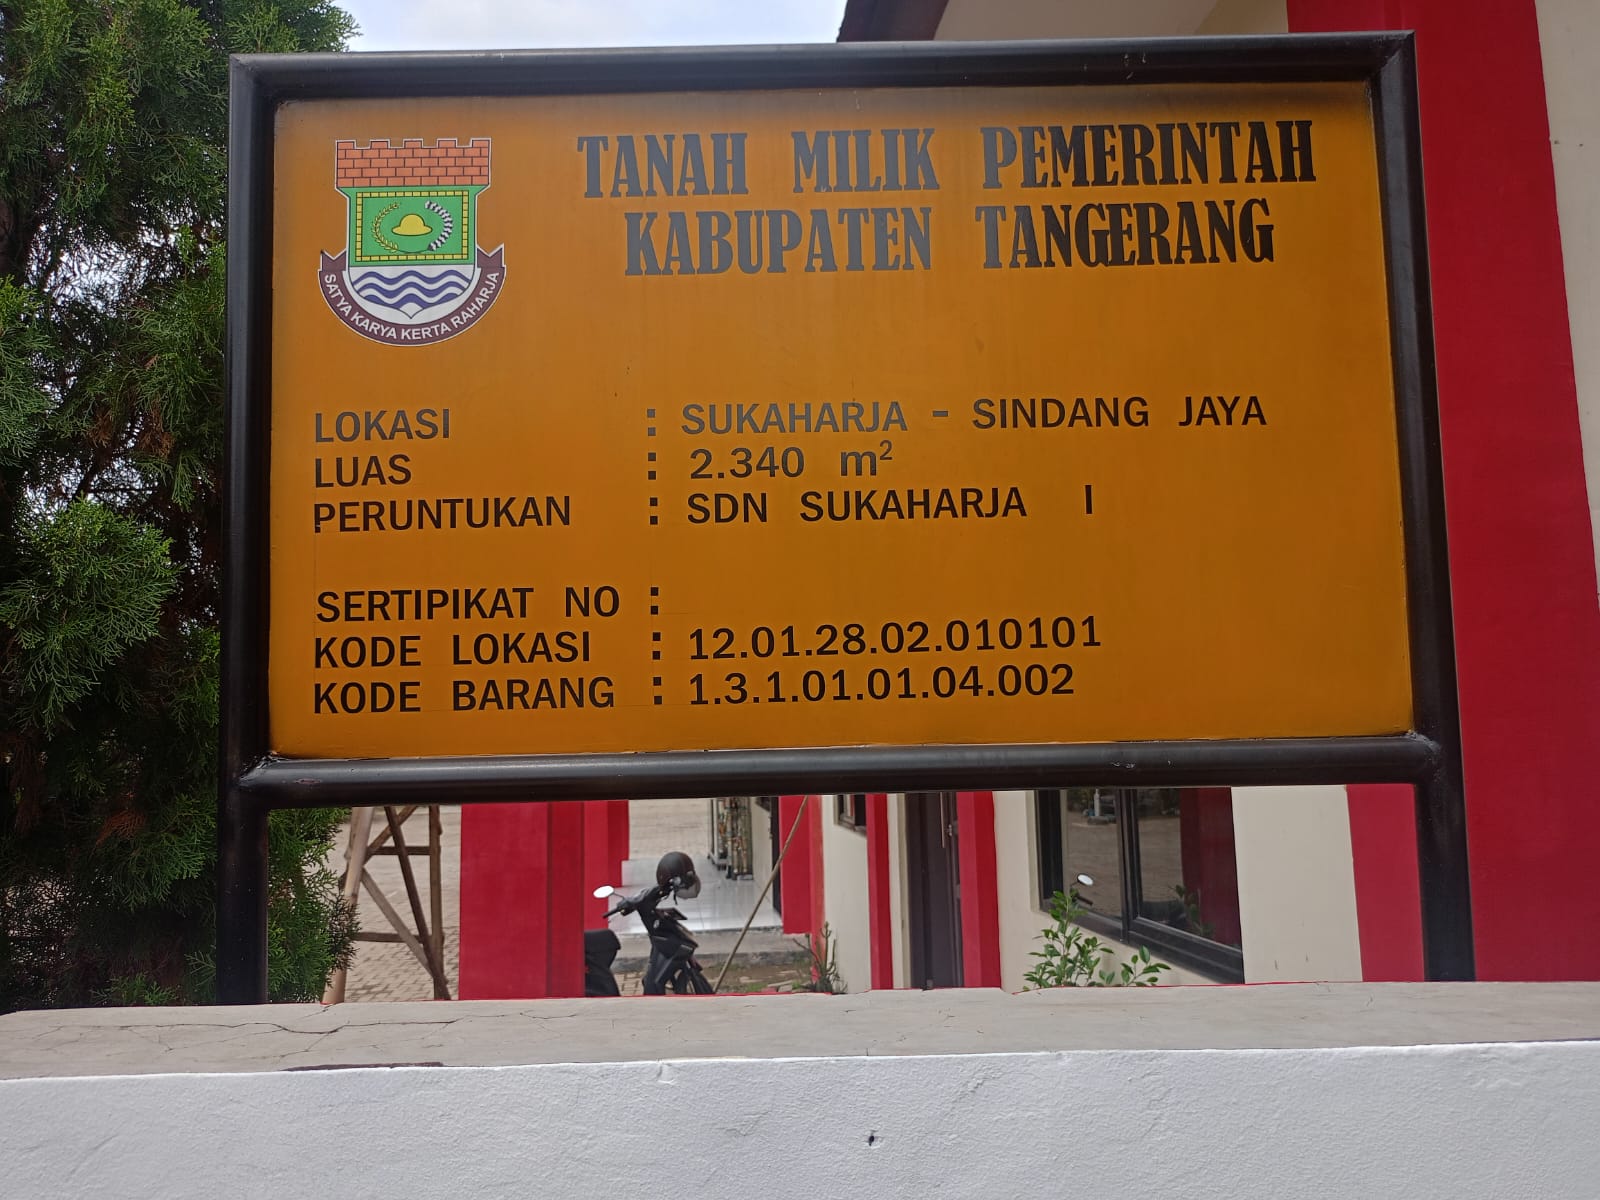 TANAH MILIK PEMERINTAH
KABUPATEN TANGERANG
SATYA KARYA KERTA RAHARJA
LOKASI : SUKAHARJA - SINDANG JAYA
LUAS : 2.340 m²
PERUNTUKAN : SDN SUKAHARJA I
SERTIPIKAT NO :
KODE LOKASI : 12.01.28.02.010101
KODE BARANG : 1.3.1.01.01.04.002